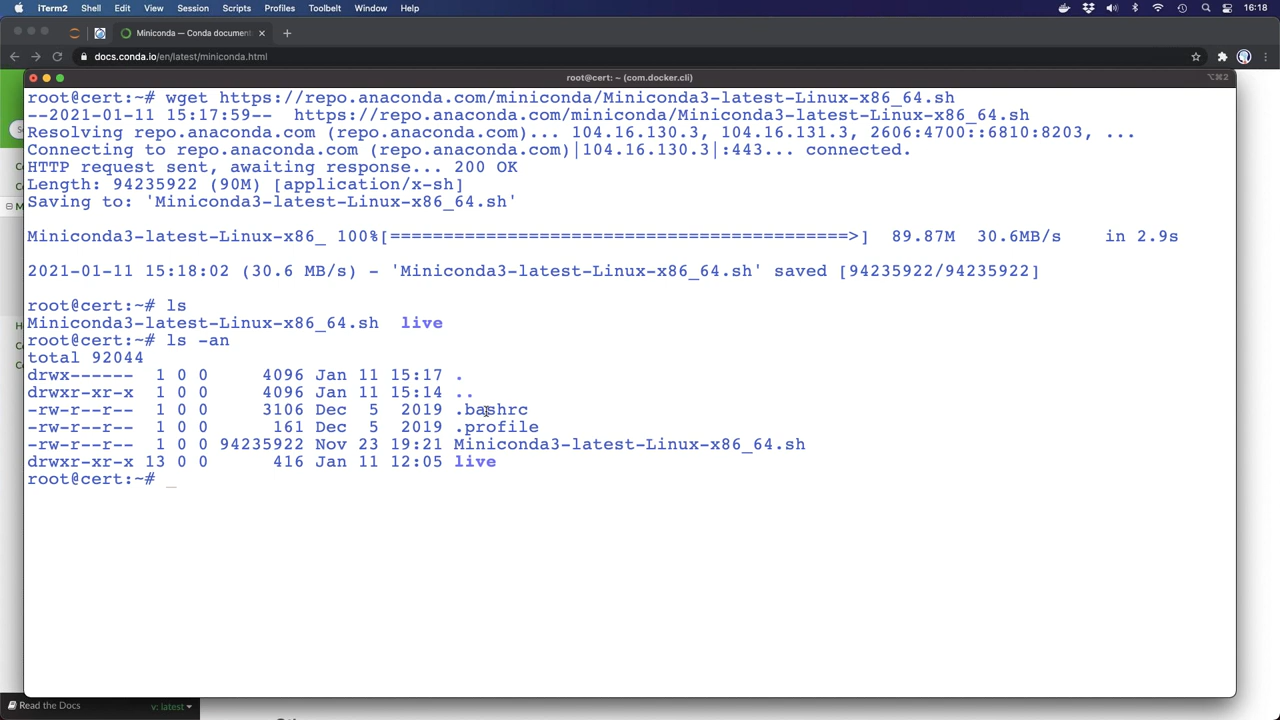 iTerm2 Shell Edit View Session Scripts Profiles Toolbelt Window Help 16:18
Miniconda — Conda document
docs.conda.io/en/latest/miniconda.html
root@cert: ~ (com.docker.cli) ⌥⌘2
root@cert:~# wget https://repo.anaconda.com/miniconda/Miniconda3-latest-Linux-x86_64.sh
--2021-01-11 15:17:59-- https://repo.anaconda.com/miniconda/Miniconda3-latest-Linux-x86_64.sh
Resolving repo.anaconda.com (repo.anaconda.com)... 104.16.130.3, 104.16.131.3, 2606:4700::6810:8203, ...
Connecting to repo.anaconda.com (repo.anaconda.com)|104.16.130.3|:443... connected.
HTTP request sent, awaiting response... 200 OK
Length: 94235922 (90M) [application/x-sh]
Saving to: 'Miniconda3-latest-Linux-x86_64.sh'
Miniconda3-latest-Linux-x86_ 100%[===========================================>] 89.87M 30.6MB/s in 2.9s
2021-01-11 15:18:02 (30.6 MB/s) - 'Miniconda3-latest-Linux-x86_64.sh' saved [94235922/94235922]
root@cert:~# ls
Miniconda3-latest-Linux-x86_64.sh live
root@cert:~# ls -an
total 92044
drwx------ 1 0 0 4096 Jan 11 15:17 .
drwxr-xr-x 1 0 0 4096 Jan 11 15:14 ..
-rw-r--r-- 1 0 0 3106 Dec 5 2019 .bashrc
-rw-r--r-- 1 0 0 161 Dec 5 2019 .profile
-rw-r--r-- 1 0 0 94235922 Nov 23 19:21 Miniconda3-latest-Linux-x86_64.sh
drwxr-xr-x 13 0 0 416 Jan 11 12:05 live
root@cert:~# _
Read the Docs v: latest